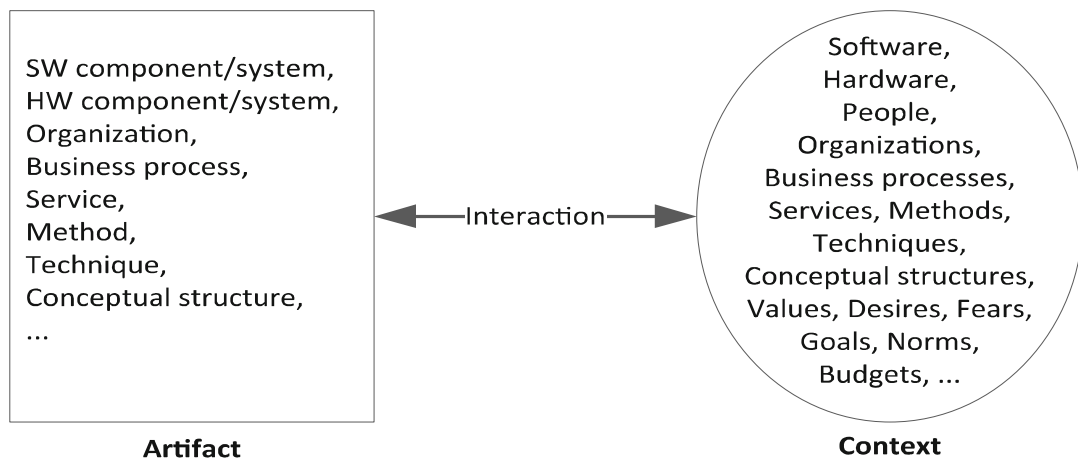 SW component/system,
HW component/system,
Organization,
Business process,
Service,
Method,
Technique,
Conceptual structure,
...
Artifact
Interaction
Software,
Hardware,
People,
Organizations,
Business processes,
Services, Methods,
Techniques,
Conceptual structures,
Values, Desires, Fears,
Goals, Norms,
Budgets, ...
Context